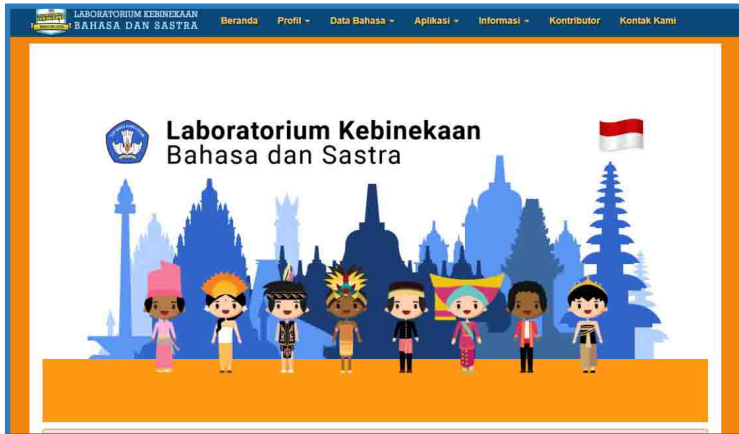 LABORATORIUM KEBINEKAAN
BAHASA DAN SASTRA
Beranda Profil Data Bahasa Aplikasi Informasi Kontributor Kontak Kami
Laboratorium Kebinekaan
Bahasa dan Sastra